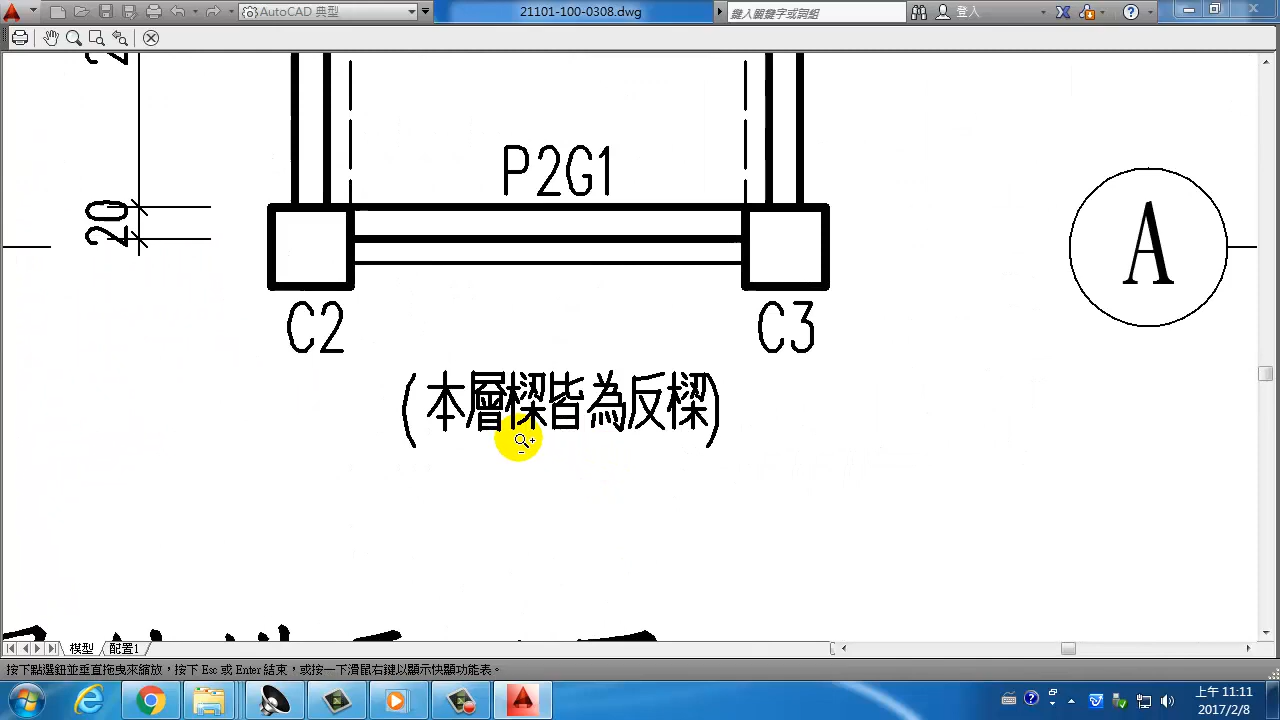 AutoCAD 典型
21101-100-0308.dwg
鍵入關鍵字或詞組
登入
P2G1
20
A
C2
C3
(本層樑皆為反樑)
模型
配置1
按下點選鈕並垂直拖曳來縮放，按下 Esc 或 Enter 結束，或按一下滑鼠右鍵以顯示快顯功能表。
上午 11:11
2017/2/8